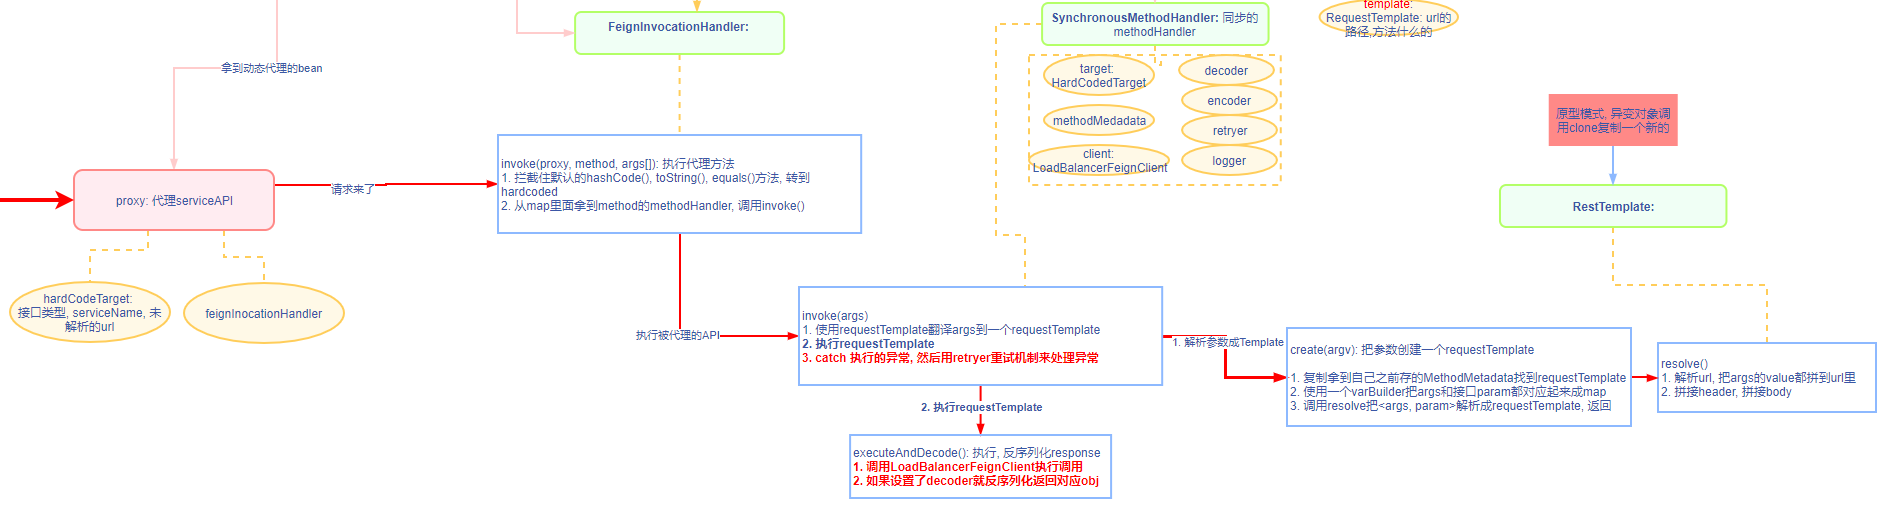 template:
RequestTemplate: url的
路径,方法什么的
FeignInvocationHandler:
SynchronousMethodHandler: 同步的
methodHandler
拿到动态代理的bean
target:
HardCodedTarget
decoder
encoder
methodMedadata
retryer
client:
LoadBalancerFeignClient
logger
原型模式, 异变对象调
用clone复制一个新的
invoke(proxy, method, args[]): 执行代理方法
1. 拦截住默认的hashCode(), toString(), equals()方法, 转到
hardcoded
2. 从map里面拿到method的methodHandler, 调用invoke()
请求来了
proxy: 代理serviceAPI
RestTemplate:
hardCodeTarget:
接口类型, serviceName, 未
解析的url
feignInocationHandler
执行被代理的API
invoke(args)
1. 使用requestTemplate翻译args到一个requestTemplate
2. 执行requestTemplate
3. catch 执行的异常, 然后用retryer重试机制来处理异常
1. 解析参数成Template
create(argv): 把参数创建一个requestTemplate
1. 复制拿到自己之前存的MethodMetadata找到requestTemplate
2. 使用一个varBuilder把args和接口param都对应起来成map
3. 调用resolve把<args, param>解析成requestTemplate, 返回
resolve()
1. 解析url, 把args的value都拼到url里
2. 拼接header, 拼接body
2. 执行requestTemplate
executeAndDecode(): 执行, 反序列化response
1. 调用LoadBalancerFeignClient执行调用
2. 如果设置了decoder就反序列化返回对应obj